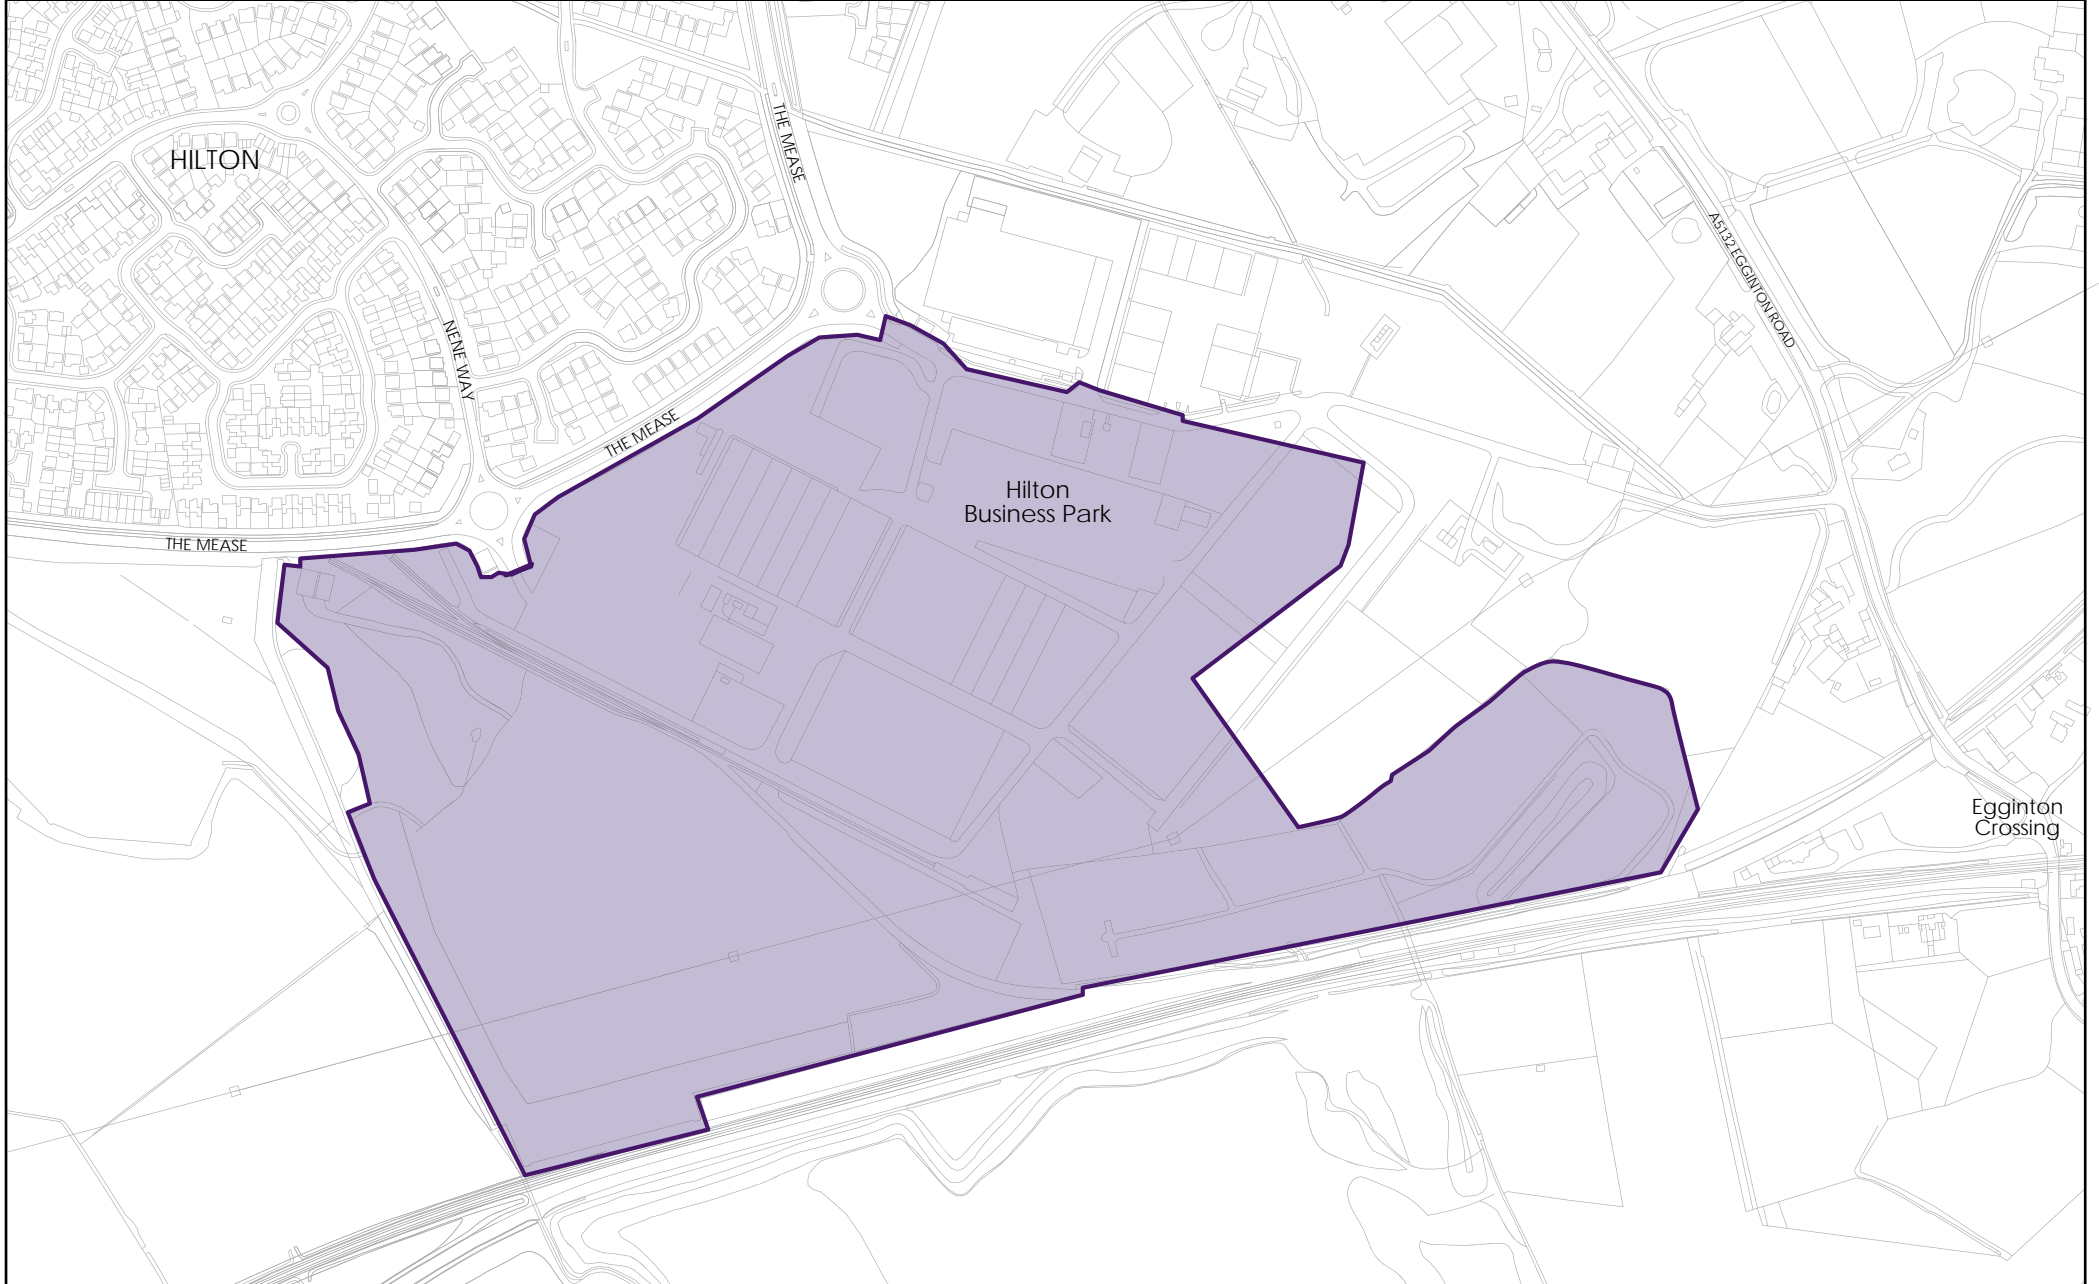 HILTON
THE MEASE
A5132 EGGINTON ROAD
NENE WAY
THE MEASE
Hilton
Business Park
THE MEASE
Egginton
Crossing